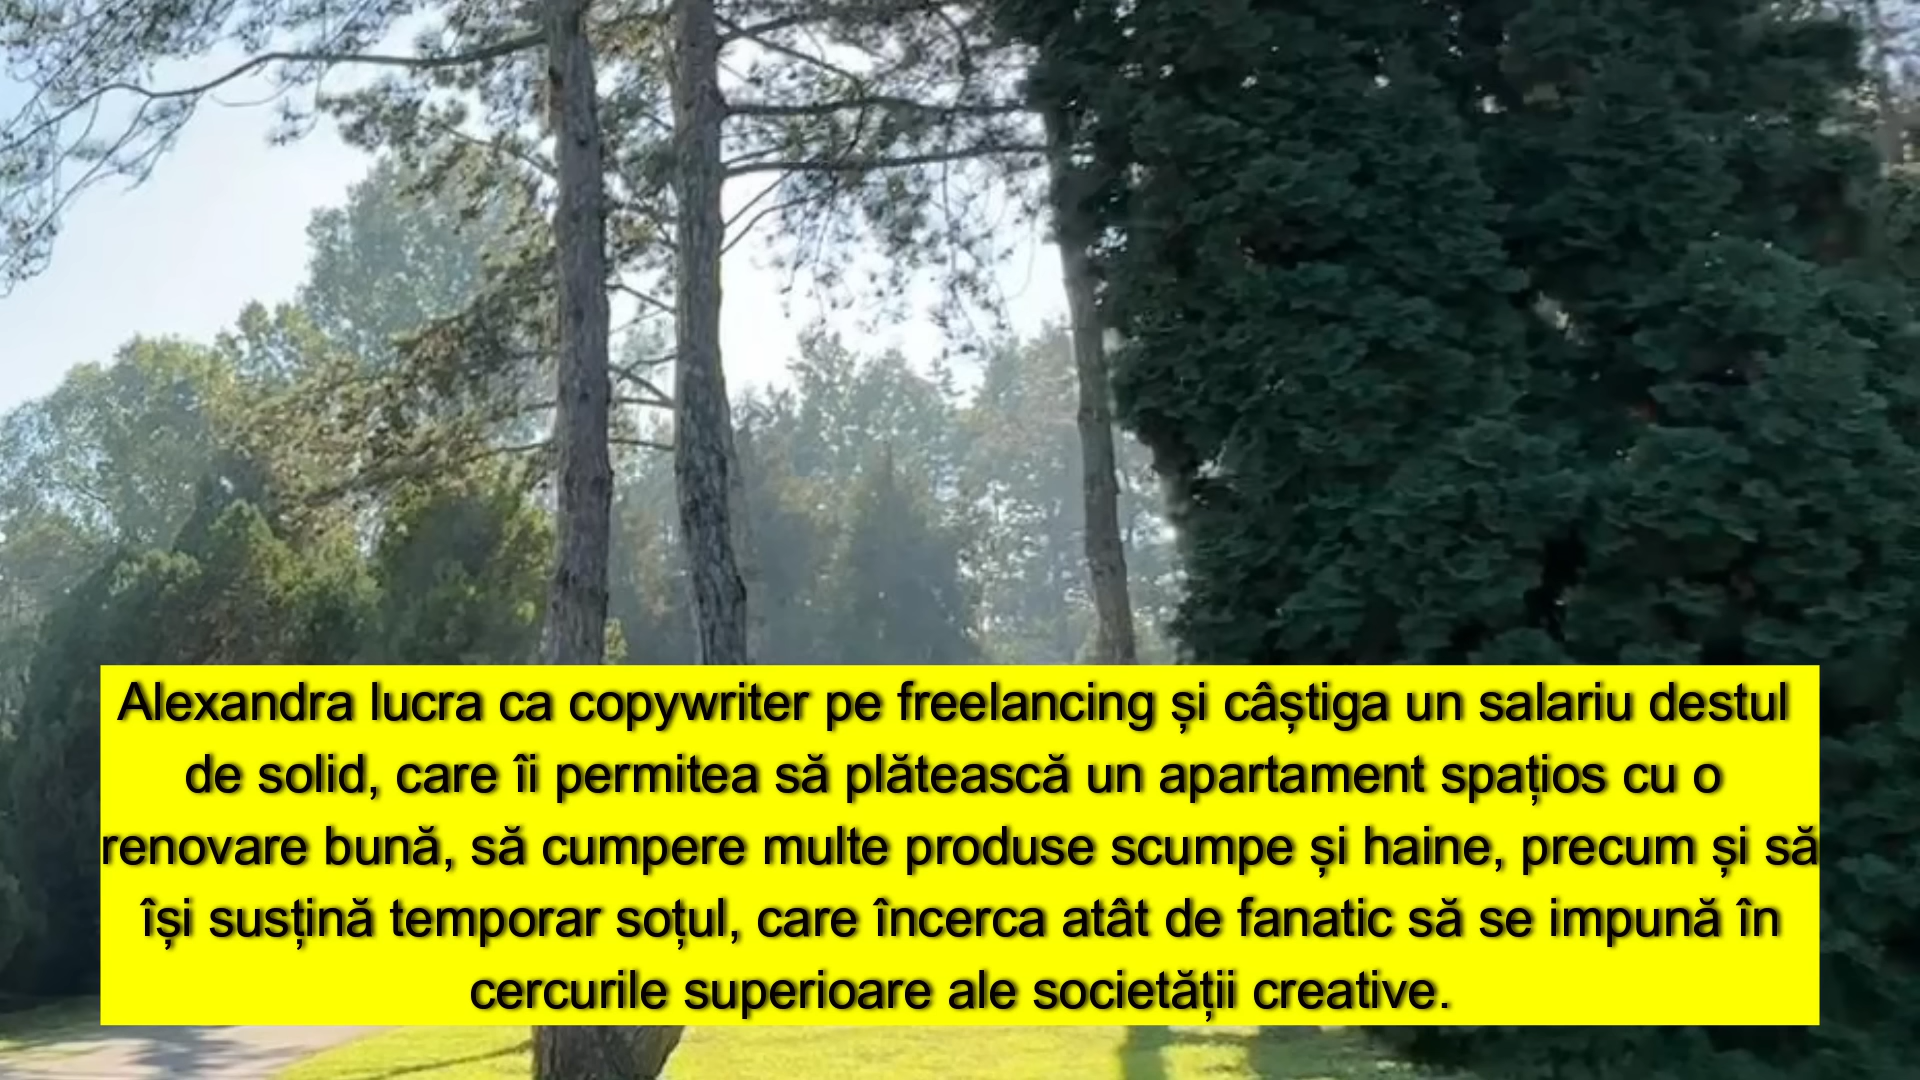 Alexandra lucra ca copywriter pe freelancing și câștiga un salariu destul
de solid, care îi permitea să plătească un apartament spațios cu o
renovare bună, să cumpere multe produse scumpe și haine, precum și să
își susțină temporar soțul, care încerca atât de fanatic să se impună în
cercurile superioare ale societății creative.